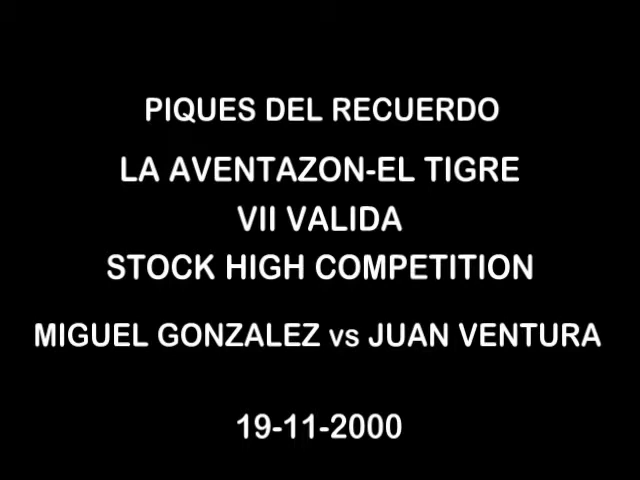 PIQUES DEL RECUERDO
LA AVENTAZON-EL TIGRE
VII VALIDA
STOCK HIGH COMPETITION
MIGUEL GONZALEZ vs JUAN VENTURA
19-11-2000